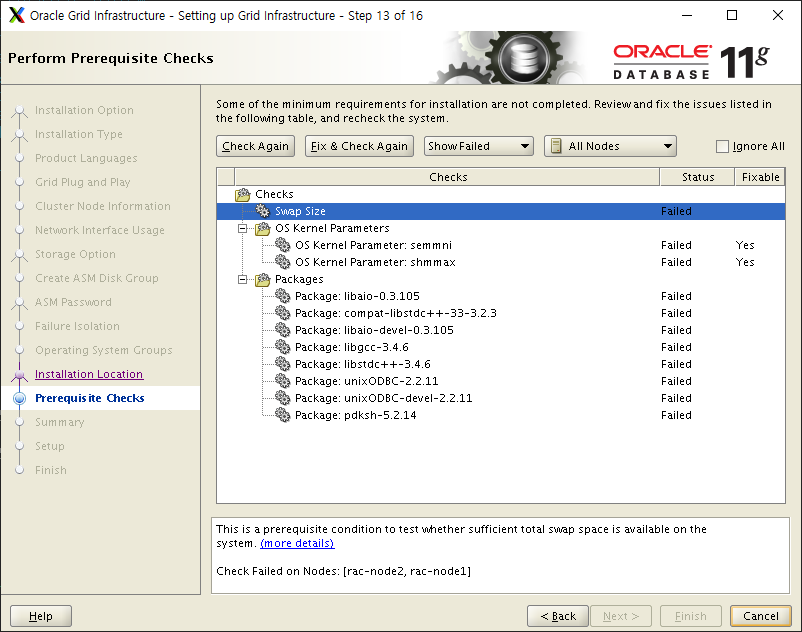 Oracle Grid Infrastructure - Setting up Grid Infrastructure - Step 13 of 16
Perform Prerequisite Checks
ORACLE
DATABASE 11g
Installation Option
Installation Type
Product Languages
Grid Plug and Play
Cluster Node Information
Network Interface Usage
Storage Option
Create ASM Disk Group
ASM Password
Failure Isolation
Operating System Groups
Installation Location
Prerequisite Checks
Summary
Setup
Finish
Some of the minimum requirements for installation are not completed. Review and fix the issues listed in
the following table, and recheck the system.
Check Again Fix & Check Again Show Failed All Nodes Ignore All
Checks Status Fixable
Checks
Swap Size Failed
OS Kernel Parameters
OS Kernel Parameter: semmni Failed Yes
OS Kernel Parameter: shmmax Failed Yes
Packages
Package: libaio-0.3.105 Failed
Package: compat-libstdc++-33-3.2.3 Failed
Package: libaio-devel-0.3.105 Failed
Package: libgcc-3.4.6 Failed
Package: libstdc++-3.4.6 Failed
Package: unixODBC-2.2.11 Failed
Package: unixODBC-devel-2.2.11 Failed
Package: pdksh-5.2.14 Failed
This is a prerequisite condition to test whether sufficient total swap space is available on the
system. (more details)
Check Failed on Nodes: [rac-node2, rac-node1]
Help < Back Next > Finish Cancel